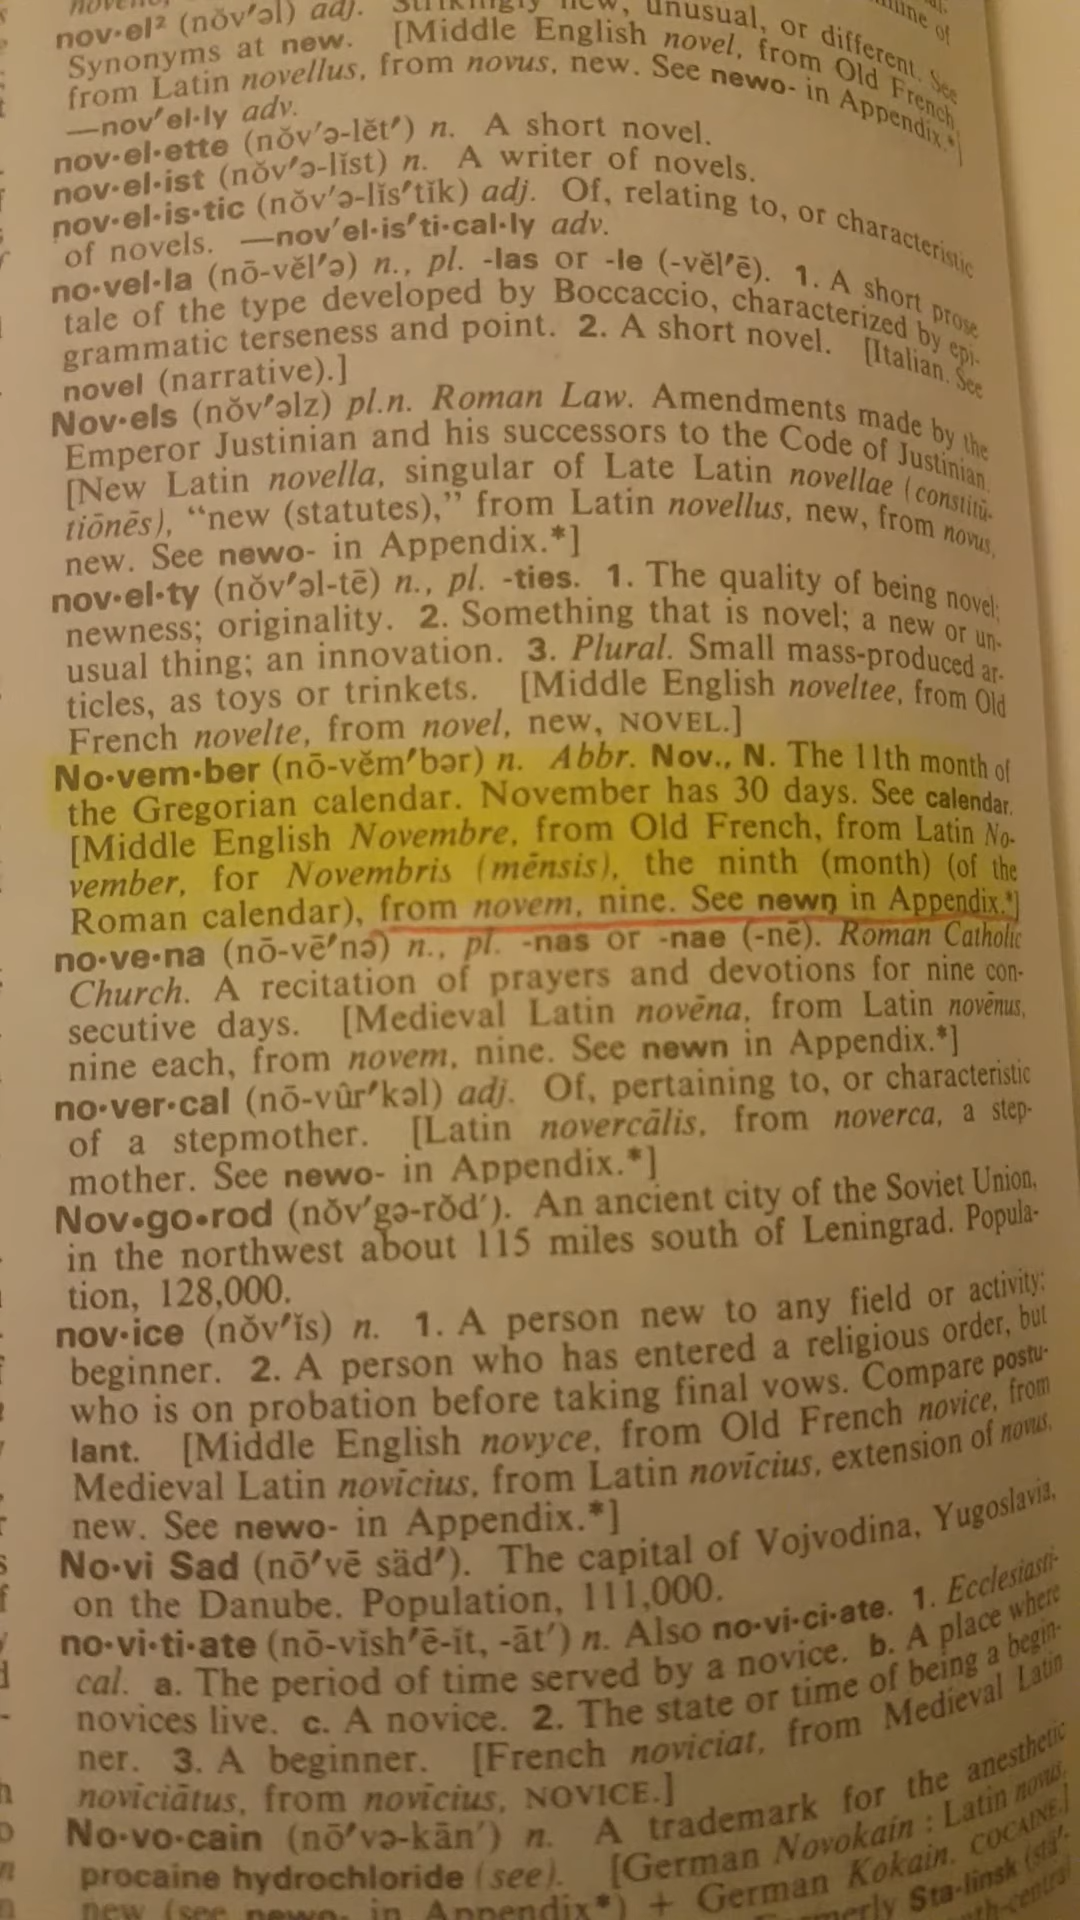 nov·el² (nŏv′əl) adj. Strikingly new, unusual, or different. See
Synonyms at new. [Middle English novel, from Old French,
from Latin novellus, from novus, new. See newo- in Appendix.*]
—nov′el·ly adv.
nov·el·ette (nŏv′ə-lĕt′) n. A short novel.
nov·el·ist (nŏv′ə-lĭst) n. A writer of novels.
nov·el·is·tic (nŏv′ə-lĭs′tĭk) adj. Of, relating to, or characteristic
of novels. —nov′el·is′ti·cal·ly adv.
no·vel·la (nō-vĕl′ə) n., pl. -las or -le (-vĕl′ē). 1. A short prose
tale of the type developed by Boccaccio, characterized by epi-
grammatic terseness and point. 2. A short novel. [Italian. See
novel (narrative).]
Nov·els (nŏv′əlz) pl.n. Roman Law. Amendments made by the
Emperor Justinian and his successors to the Code of Justinian.
[New Latin novella, singular of Late Latin novellae (constitū-
tiōnēs), “new (statutes),” from Latin novellus, new, from novus,
new. See newo- in Appendix.*]
nov·el·ty (nŏv′əl-tē) n., pl. -ties. 1. The quality of being novel;
newness; originality. 2. Something that is novel; a new or un-
usual thing; an innovation. 3. Plural. Small mass-produced ar-
ticles, as toys or trinkets. [Middle English noveltee, from Old
French novelte, from novel, new, NOVEL.]
No·vem·ber (nō-vĕm′bər) n. Abbr. Nov., N. The 11th month of
the Gregorian calendar. November has 30 days. See calendar.
[Middle English Novembre, from Old French, from Latin No-
vember, for Novembris (mēnsis), the ninth (month) (of the
Roman calendar), from novem, nine. See newn in Appendix.*]
no·ve·na (nō-vē′nə) n., pl. -nas or -nae (-nē). Roman Catholic
Church. A recitation of prayers and devotions for nine con-
secutive days. [Medieval Latin novēna, from Latin novēnus,
nine each, from novem, nine. See newn in Appendix.*]
no·ver·cal (nō-vûr′kəl) adj. Of, pertaining to, or characteristic
of a stepmother. [Latin novercālis, from noverca, a step-
mother. See newo- in Appendix.*]
Nov·go·rod (nŏv′gə-rŏd′). An ancient city of the Soviet Union,
in the northwest about 115 miles south of Leningrad. Popula-
tion, 128,000.
nov·ice (nŏv′ĭs) n. 1. A person new to any field or activity;
beginner. 2. A person who has entered a religious order, but
who is on probation before taking final vows. Compare postu-
lant. [Middle English novyce, from Old French novice, from
Medieval Latin novīcius, from Latin novīcius, extension of novus,
new. See newo- in Appendix.*]
No·vi Sad (nō′vē säd′). The capital of Vojvodina, Yugoslavia,
on the Danube. Population, 111,000.
no·vi·ti·ate (nō-vĭsh′ē-ĭt, -āt′) n. Also no·vi·ci·ate. 1. Ecclesiasti-
cal. a. The period of time served by a novice. b. A place where
novices live. c. A novice. 2. The state or time of being a begin-
ner. 3. A beginner. [French noviciat, from Medieval Latin
noviciātus, from novīcius, NOVICE.]
No·vo·cain (nō′və-kān′) n. A trademark for the anesthetic
procaine hydrochloride (see). [German Novokain : Latin novus,
new (see newo- in Appendix*) + German Kokain, COCAINE.]
Sta·linsk